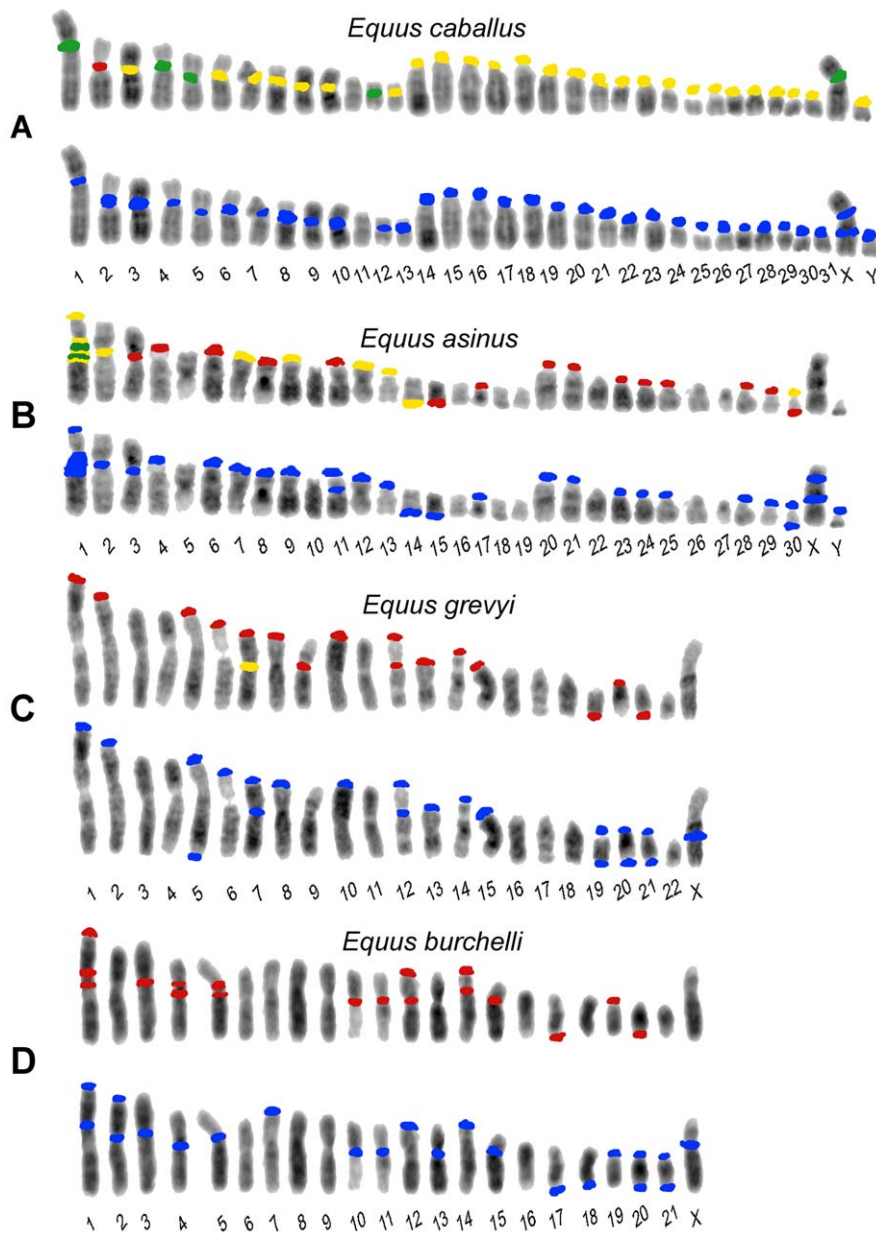 Equus caballus
A
1 2 3 4 5 6 7 8 9 10 11 12 13 14 15 16 17 18 19 20 21 22 23 24 25 26 27 28 29 30 31 X Y
Equus asinus
B
1 2 3 4 5 6 7 8 9 10 11 12 13 14 15 16 17 18 19 20 21 22 23 24 25 26 27 28 29 30 X Y
Equus grevyi
C
1 2 3 4 5 6 7 8 9 10 11 12 13 14 15 16 17 18 19 20 21 22 X
Equus burchelli
D
1 2 3 4 5 6 7 8 9 10 11 12 13 14 15 16 17 18 19 20 21 X